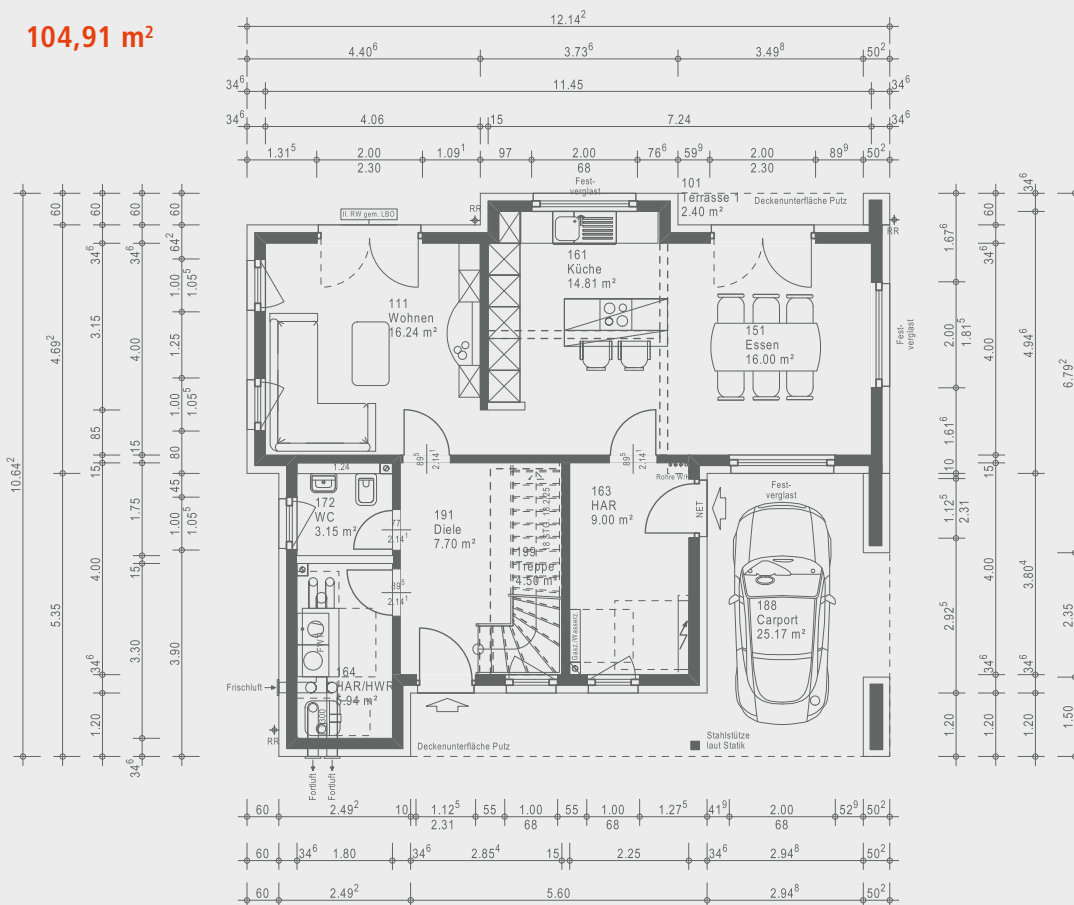 104,91 m²
12.14²
4.40⁶ 3.73⁶ 3.49⁸ 50²
34⁶ 11.45 34⁶
34⁶ 4.06 15 7.24 34⁶
1.31⁵ 2.00 1.09¹ 97 2.00 76⁶ 59⁹ 2.00 89⁹ 50²
2.30 68 2.30
Fest-
verglast
101
Terrasse 1
2.40 m²
Deckenunterfläche Putz
II. RW gem. LBO
RR
RR
161
Küche
14.81 m²
111
Wohnen
16.24 m²
151
Essen
16.00 m²
Fest-
verglast
89⁵
2.14¹
89⁵
2.14¹
1.24
172
WC
3.15 m²
77
2.14¹
191
Diele
7.70 m²
199
Treppe
4.50 m²
163
HAR
9.00 m²
NET
Fest-
verglast
89⁵
2.14¹
188
Carport
25.17 m²
164
HAR/HWR
Gasz./Wasserz.
Frischluft
RR
Fortluft
Fortluft
Deckenunterfläche Putz
Stahlstütze
laut Statik
10.64²
60 4.69² 5.35
60 34⁶ 3.15 85 15 4.00 34⁶ 1.20
34⁶ 4.00 15 1.75 15 3.30 34⁶
60 64² 1.00 1.05⁵ 1.25 1.00 1.05⁵ 80 45 1.00 1.05⁵ 3.90
1.67⁶ 2.00 1.81⁵ 1.61⁶ 10 1.12⁵ 2.31 2.92⁵ 1.20
60 34⁶ 4.00 15 4.00 34⁶ 1.20
34⁶ 4.94⁶ 3.80⁴ 34⁶ 1.20
6.79² 2.35 1.50
60 2.49² 10 1.12⁵ 55 1.00 55 1.00 1.27⁵ 41⁹ 2.00 52⁹ 50²
2.31 68 68 68
60 34⁶ 1.80 34⁶ 2.85⁴ 15 2.25 34⁶ 2.94⁸ 50²
60 2.49² 5.60 2.94⁸ 50²